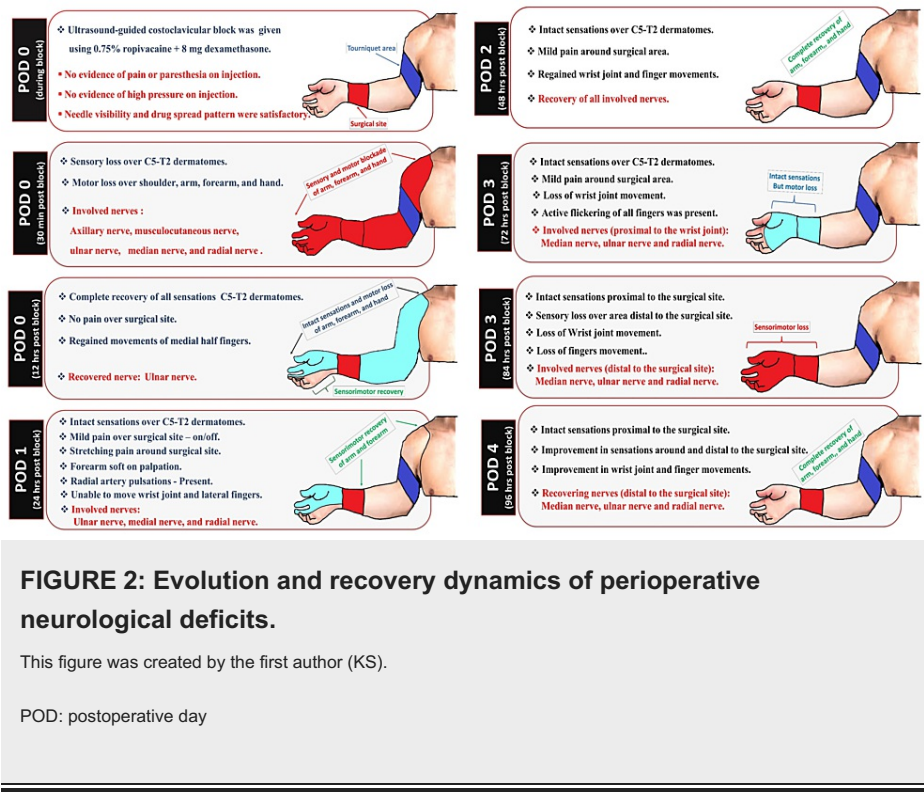 POD 0
(during block)
❖ Ultrasound-guided costoclavicular block was given
using 0.75% ropivacaine + 8 mg dexamethasone.
▪ No evidence of pain or paresthesia on injection.
▪ No evidence of high pressure on injection.
▪ Needle visibility and drug spread pattern were satisfactory.
Tourniquet area
Surgical site
POD 0
(30 min post block)
❖ Sensory loss over C5-T2 dermatomes.
❖ Motor loss over shoulder, arm, forearm, and hand.
❖ Involved nerves :
Axillary nerve, musculocutaneous nerve,
ulnar nerve, median nerve, and radial nerve .
Sensory and motor blockade
of arm, forearm, and hand
POD 0
(12 hrs post block)
❖ Complete recovery of all sensations C5-T2 dermatomes.
❖ No pain over surgical site.
❖ Regained movements of medial half fingers.
❖ Recovered nerve: Ulnar nerve.
Intact sensations and motor loss
of arm, forearm, and hand
Sensorimotor recovery
POD 1
(24 hrs post block)
❖ Intact sensations over C5-T2 dermatomes.
❖ Mild pain over surgical site – on/off.
❖ Stretching pain around surgical site.
❖ Forearm soft on palpation.
❖ Radial artery pulsations - Present.
❖ Unable to move wrist joint and lateral fingers.
❖ Involved nerves:
Ulnar nerve, medial nerve, and radial nerve.
Sensorimotor recovery
of arm and forearm
POD 2
(48 hrs post block)
❖ Intact sensations over C5-T2 dermatomes.
❖ Mild pain around surgical area.
❖ Regained wrist joint and finger movements.
❖ Recovery of all involved nerves.
Complete recovery of
arm, forearm,, and hand
POD 3
(72 hrs post block)
❖ Intact sensations over C5-T2 dermatomes.
❖ Mild pain around surgical area.
❖ Loss of wrist joint movement.
❖ Active flickering of all fingers was present.
❖ Involved nerves (proximal to the wrist joint):
Median nerve, ulnar nerve and radial nerve.
Intact sensations
But motor loss
POD 3
(84 hrs post block)
❖ Intact sensations proximal to the surgical site.
❖ Sensory loss over area distal to the surgical site.
❖ Loss of Wrist joint movement.
❖ Loss of fingers movement..
❖ Involved nerves (distal to the surgical site):
Median nerve, ulnar nerve and radial nerve.
Sensorimotor loss
POD 4
(96 hrs post block)
❖ Intact sensations proximal to the surgical site.
❖ Improvement in sensations around and distal to the surgical site.
❖ Improvement in wrist joint and finger movements.
❖ Recovering nerves (distal to the surgical site):
Median nerve, ulnar nerve and radial nerve.
Complete recovery of
arm, forearm,, and hand
FIGURE 2: Evolution and recovery dynamics of perioperative
neurological deficits.
This figure was created by the first author (KS).
POD: postoperative day